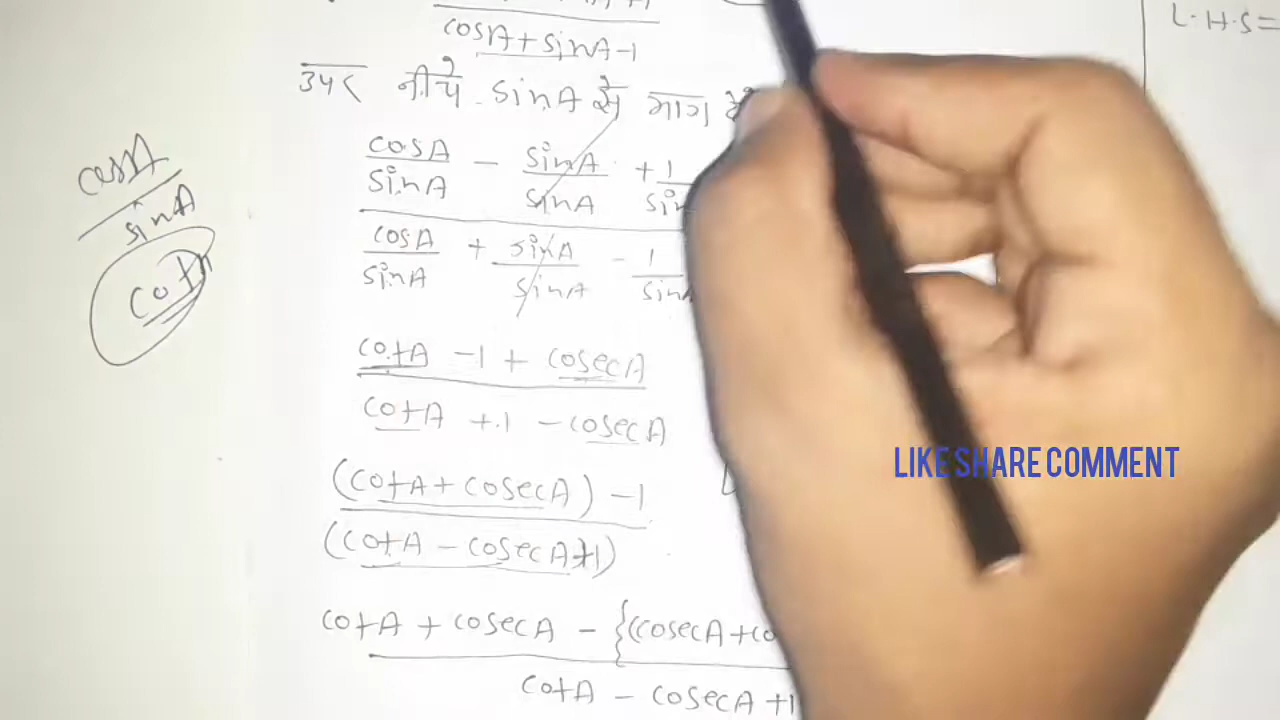 L.H.S =
cosA + sinA - 1
ऊपर नीचे sinA से भाग
cosA/sinA - sinA/sinA + 1/
cosA/sinA + sinA/sinA - 1/sinA
cosA/sinA
cotA
cotA - 1 + cosecA
cotA + 1 - cosecA
LIKE SHARE COMMENT
(cotA + cosecA) - 1
(cotA - cosecA + 1)
cotA + cosecA - {(cosecA +
cotA - cosecA + 1